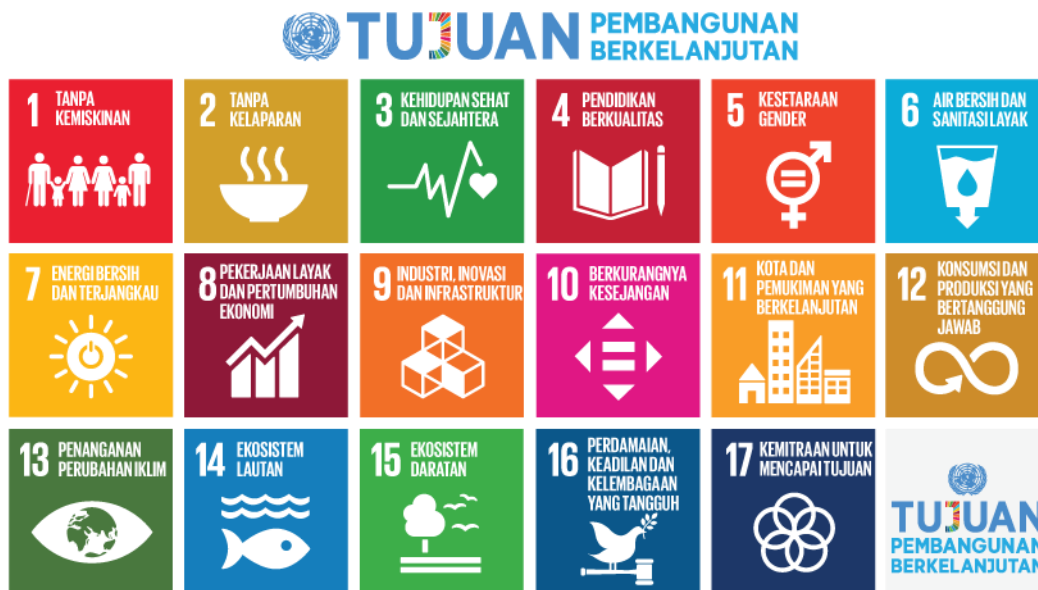 TUJUAN PEMBANGUNAN
BERKELANJUTAN
1 TANPA
KEMISKINAN
2 TANPA
KELAPARAN
3 KEHIDUPAN SEHAT
DAN SEJAHTERA
4 PENDIDIKAN
BERKUALITAS
5 KESETARAAN
GENDER
6 AIR BERSIH DAN
SANITASI LAYAK
7 ENERGI BERSIH
DAN TERJANGKAU
8 PEKERJAAN LAYAK
DAN PERTUMBUHAN
EKONOMI
9 INDUSTRI, INOVASI
DAN INFRASTRUKTUR
10 BERKURANGNYA
KESEJANGAN
11 KOTA DAN
PEMUKIMAN YANG
BERKELANJUTAN
12 KONSUMSI DAN
PRODUKSI YANG
BERTANGGUNG
JAWAB
13 PENANGANAN
PERUBAHAN IKLIM
14 EKOSISTEM
LAUTAN
15 EKOSISTEM
DARATAN
16 PERDAMAIAN,
KEADILAN DAN
KELEMBAGAAN
YANG TANGGUH
17 KEMITRAAN UNTUK
MENCAPAI TUJUAN
TUJUAN
PEMBANGUNAN
BERKELANJUTAN